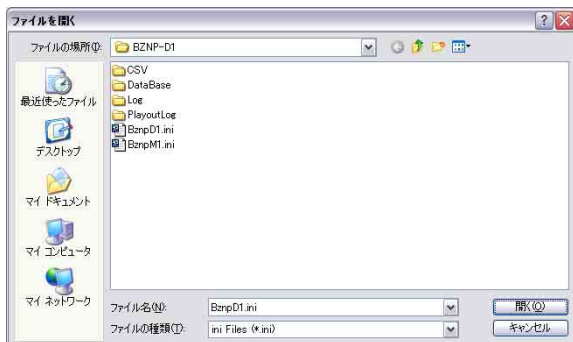 ファイルを開く
ファイルの場所(I):
BZNP-D1
最近使ったファイル
デスクトップ
マイ ドキュメント
マイ コンピュータ
マイ ネットワーク
CSV
DataBase
Log
PlayoutLog
BznpD1.ini
BznpM1.ini
ファイル名(N):
BznpD1.ini
開く(O)
ファイルの種類(T):
ini Files (*.ini)
キャンセル